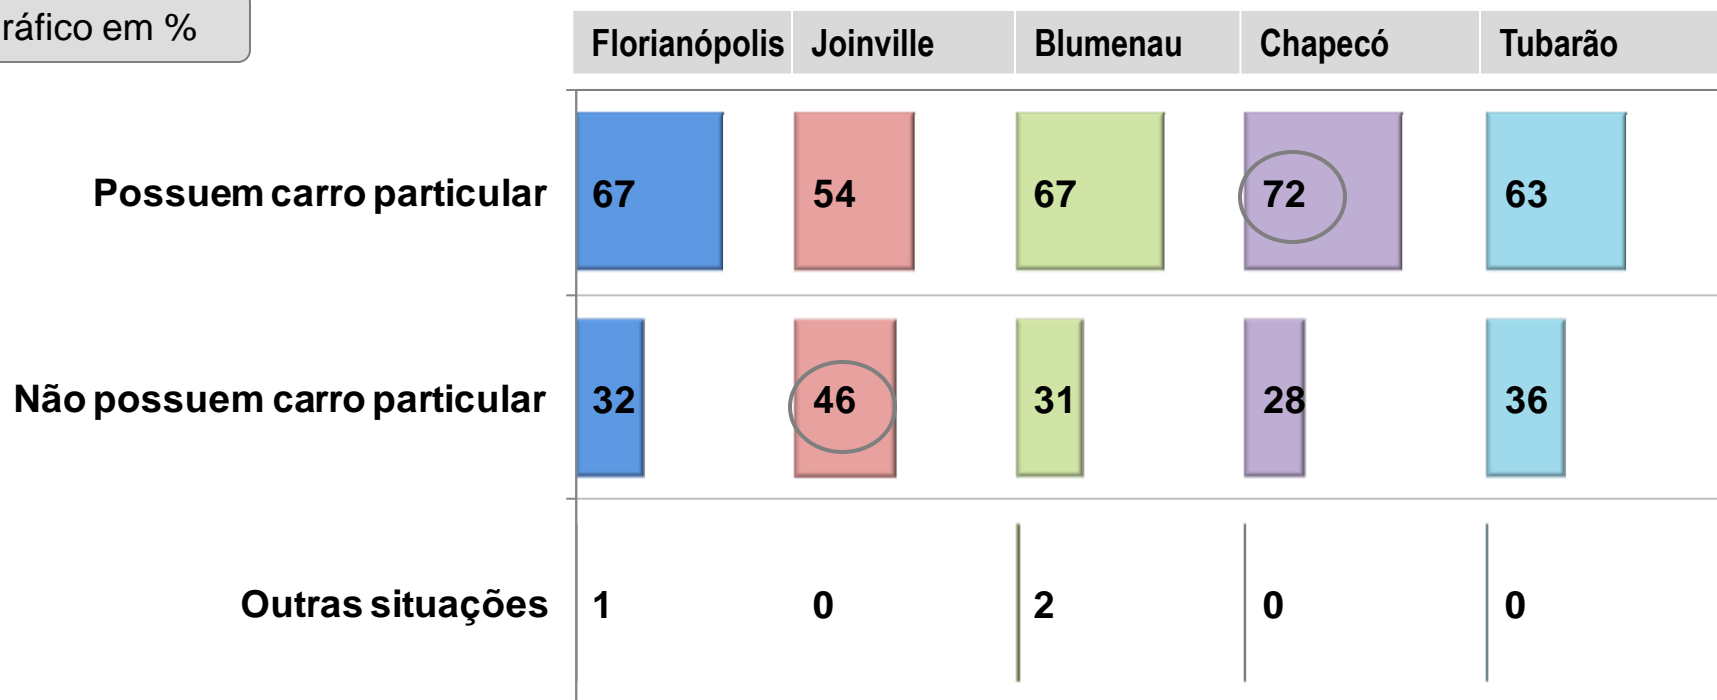 ráfico em %
Florianópolis Joinville Blumenau Chapecó Tubarão
Possuem carro particular 67 54 67 72 63
Não possuem carro particular 32 46 31 28 36
Outras situações 1 0 2 0 0